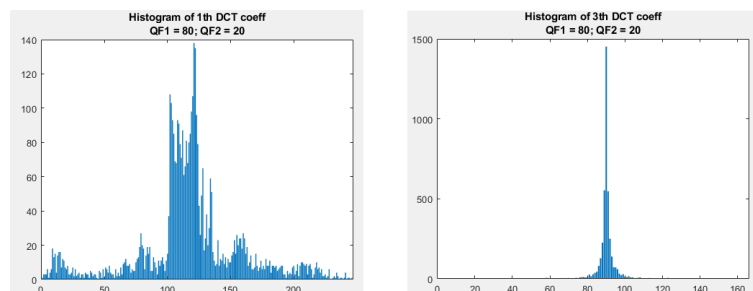 Histogram of 1th DCT coeff
QF1 = 80; QF2 = 20
140
120
100
80
60
40
20
0
0 50 100 150 200
Histogram of 3th DCT coeff
QF1 = 80; QF2 = 20
1500
1000
500
0
0 20 40 60 80 100 120 140 160